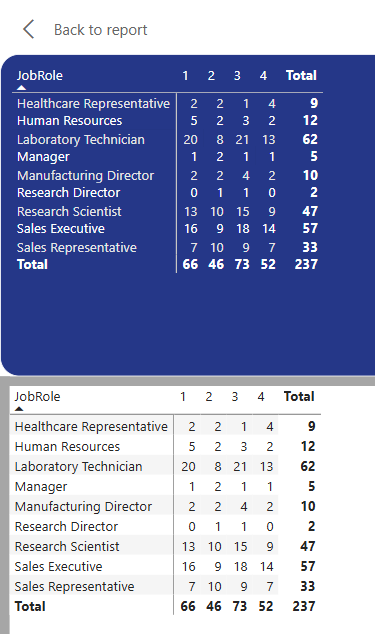 Back to report
JobRole 1 2 3 4 Total
Healthcare Representative 2 2 1 4 9
Human Resources 5 2 3 2 12
Laboratory Technician 20 8 21 13 62
Manager 1 2 1 1 5
Manufacturing Director 2 2 4 2 10
Research Director 0 1 1 0 2
Research Scientist 13 10 15 9 47
Sales Executive 16 9 18 14 57
Sales Representative 7 10 9 7 33
Total 66 46 73 52 237
JobRole 1 2 3 4 Total
Healthcare Representative 2 2 1 4 9
Human Resources 5 2 3 2 12
Laboratory Technician 20 8 21 13 62
Manager 1 2 1 1 5
Manufacturing Director 2 2 4 2 10
Research Director 0 1 1 0 2
Research Scientist 13 10 15 9 47
Sales Executive 16 9 18 14 57
Sales Representative 7 10 9 7 33
Total 66 46 73 52 237